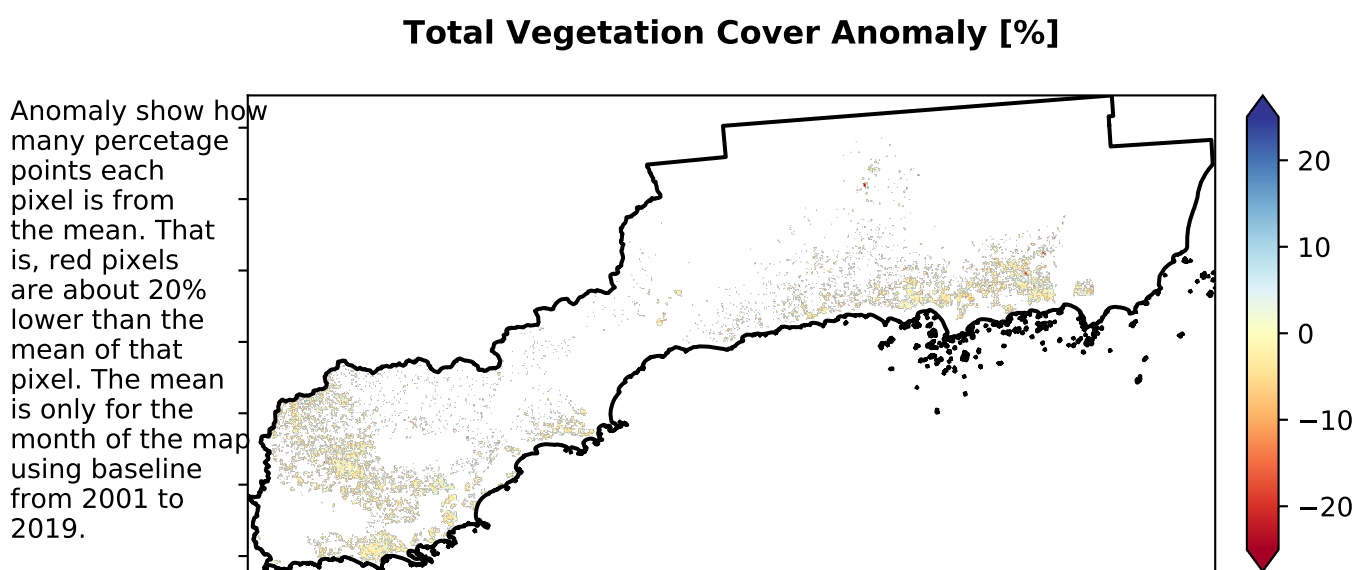 Total Vegetation Cover Anomaly [%]
Anomaly show how
many percetage
points each
pixel is from
the mean. That
is, red pixels
are about 20%
lower than the
mean of that
pixel. The mean
is only for the
month of the map
using baseline
from 2001 to
2019.
20
10
0
−10
−20